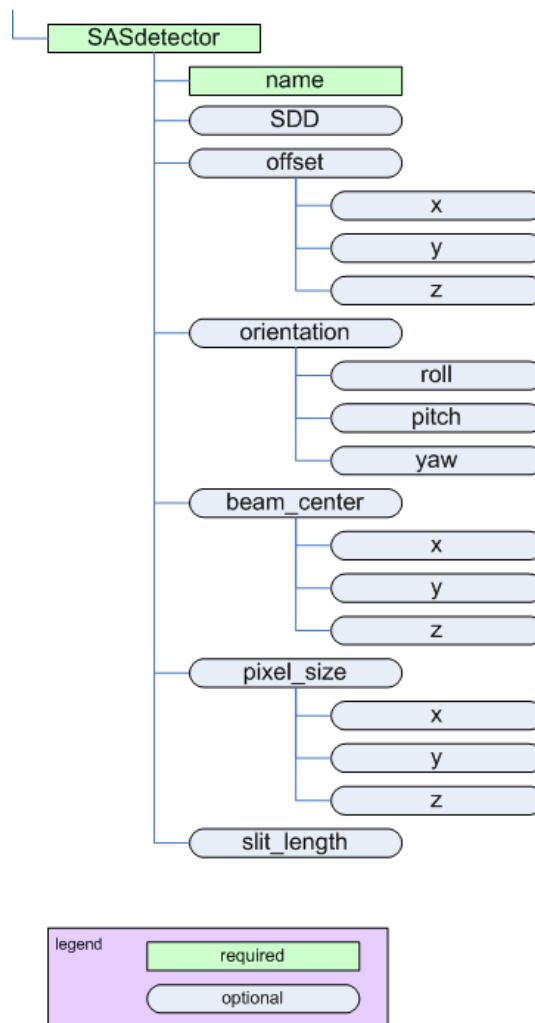 SASdetector
name
SDD
offset
x
y
z
orientation
roll
pitch
yaw
beam_center
x
y
z
pixel_size
x
y
z
slit_length
legend
required
optional